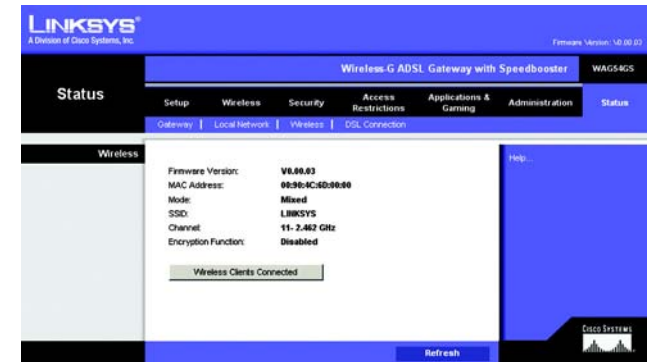 LINKSYS®
A Division of Cisco Systems, Inc.
Firmware Version: V0.00.03
Wireless-G ADSL Gateway with Speedbooster
WAG54GS
Status
Setup
Wireless
Security
Access Restrictions
Applications & Gaming
Administration
Status
Gateway | Local Network | Wireless | DSL Connection
Wireless
Help...
Firmware Version: V0.00.03
MAC Address: 00:90:4C:6D:00:00
Mode: Mixed
SSID: LINKSYS
Channel: 11- 2.462 GHz
Encryption Function: Disabled
Wireless Clients Connected
Refresh
CISCO SYSTEMS